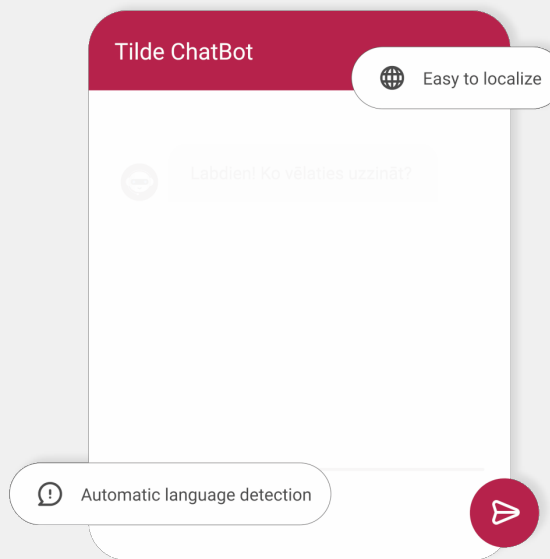 Tilde ChatBot
Easy to localize
Labdien! Ko vēlaties uzzināt?
Automatic language detection